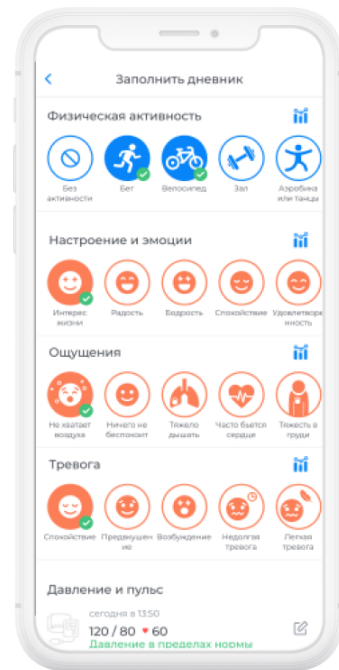 Заполнить дневник
Физическая активность
Без
активности
Бег
Велосипед
Зал
Аэробика
или танцы
Настроение и эмоции
Интерес
жизни
Радость
Бодрость
Спокойствие
Удовлетворе
нность
Ощущения
Не хватает
воздуха
Ничего не
беспокоит
Тяжело
дышать
Часто бьется
сердце
Тяжесть в
груди
Тревога
Спокойствие
Предвкушен
ие
Возбуждение
Недолгая
тревога
Легкая
тревога
Давление и пульс
сегодня в 13:50
120 / 80 ♥ 60
Давление в пределах нормы